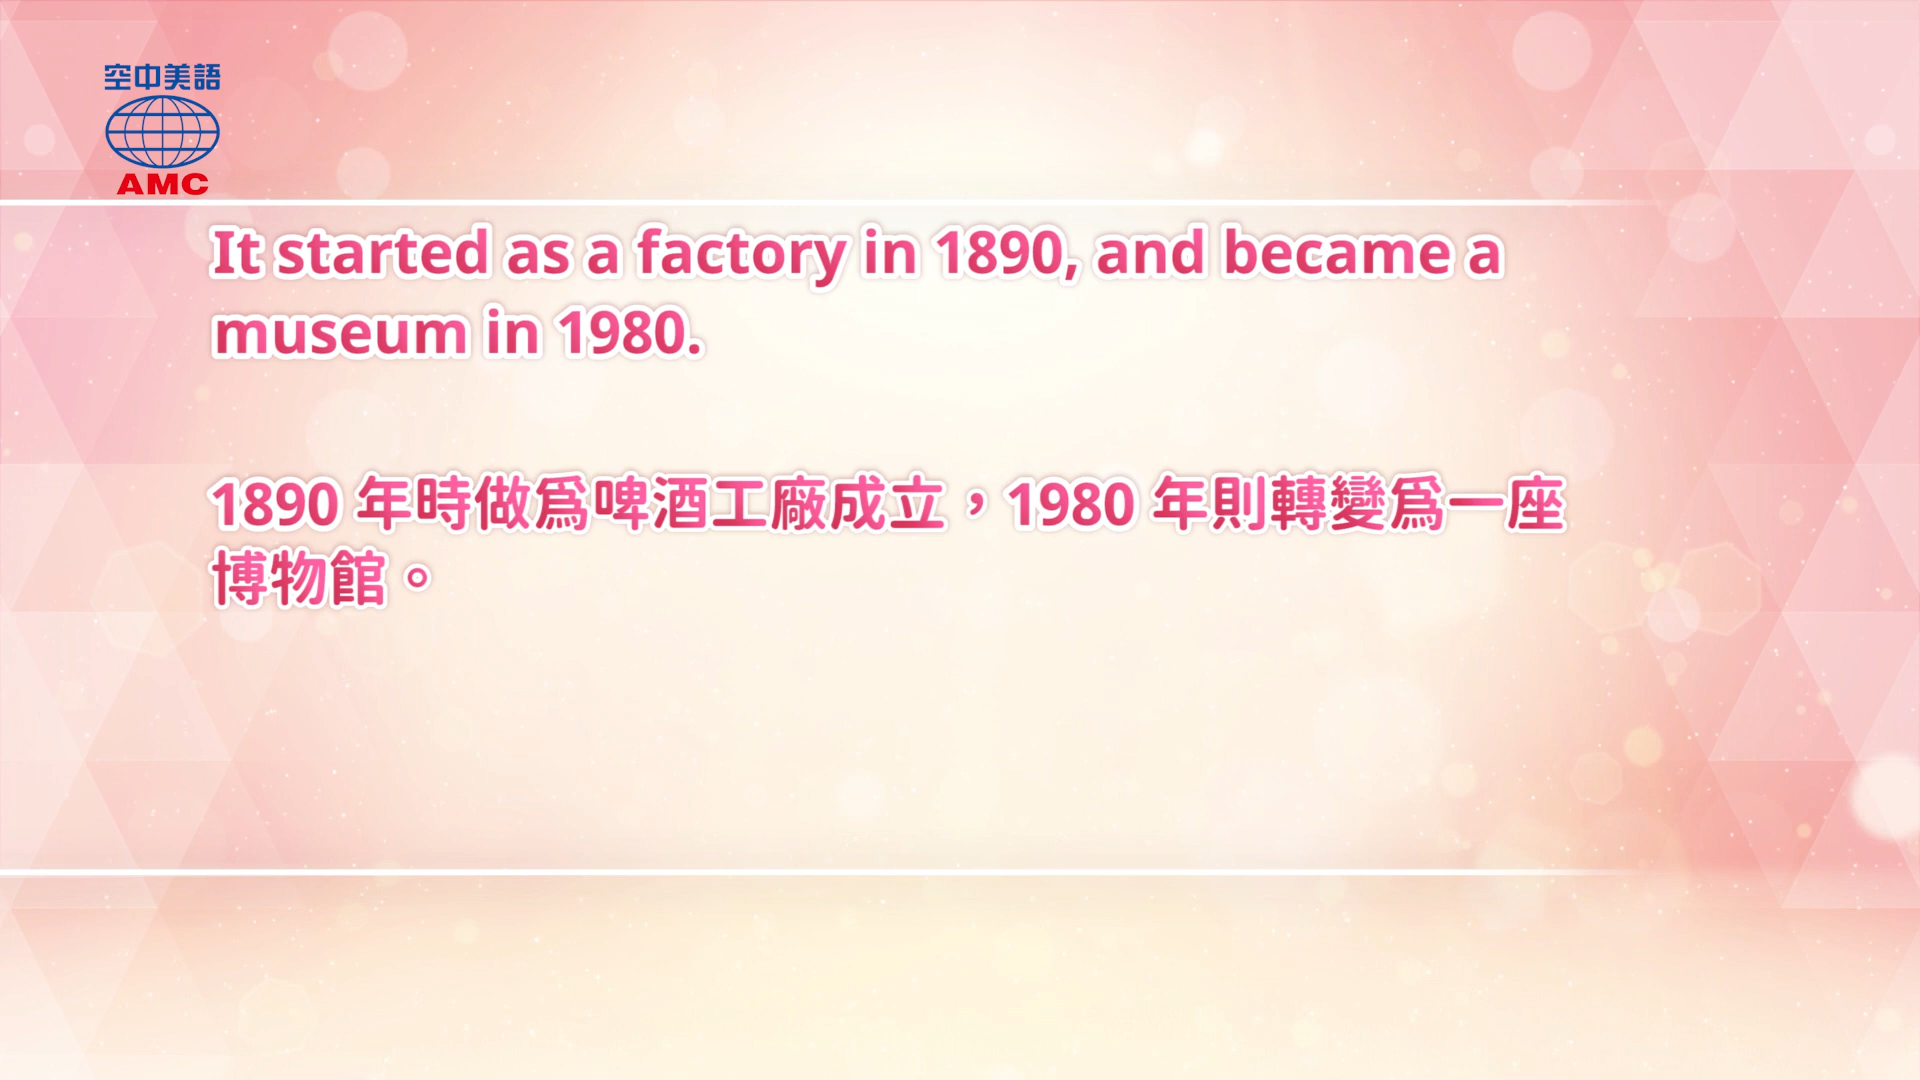 空中美語
AMC
It started as a factory in 1890, and became a
museum in 1980.
1890 年時做爲啤酒工廠成立，1980 年則轉變爲一座
博物館。